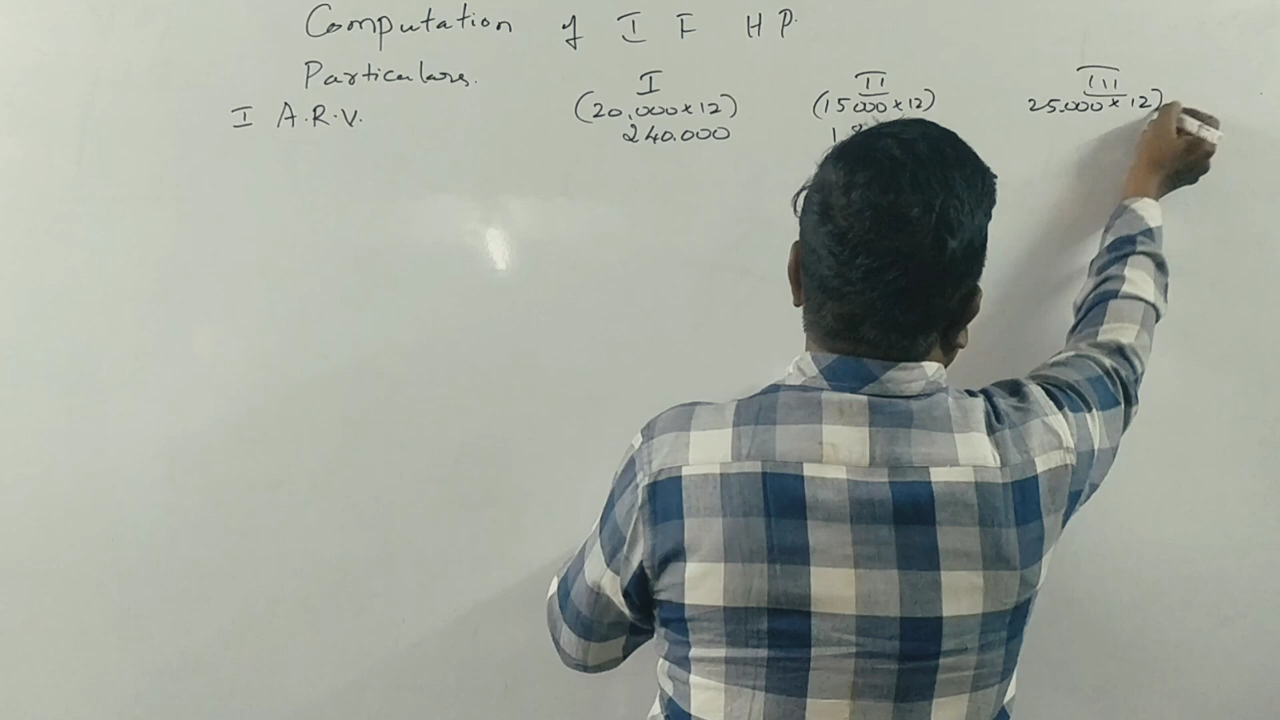 Computation of I F H P.
Particulars. I II III
I A.R.V. (20,000×12) (15000×12) 25.000×12)
240.000